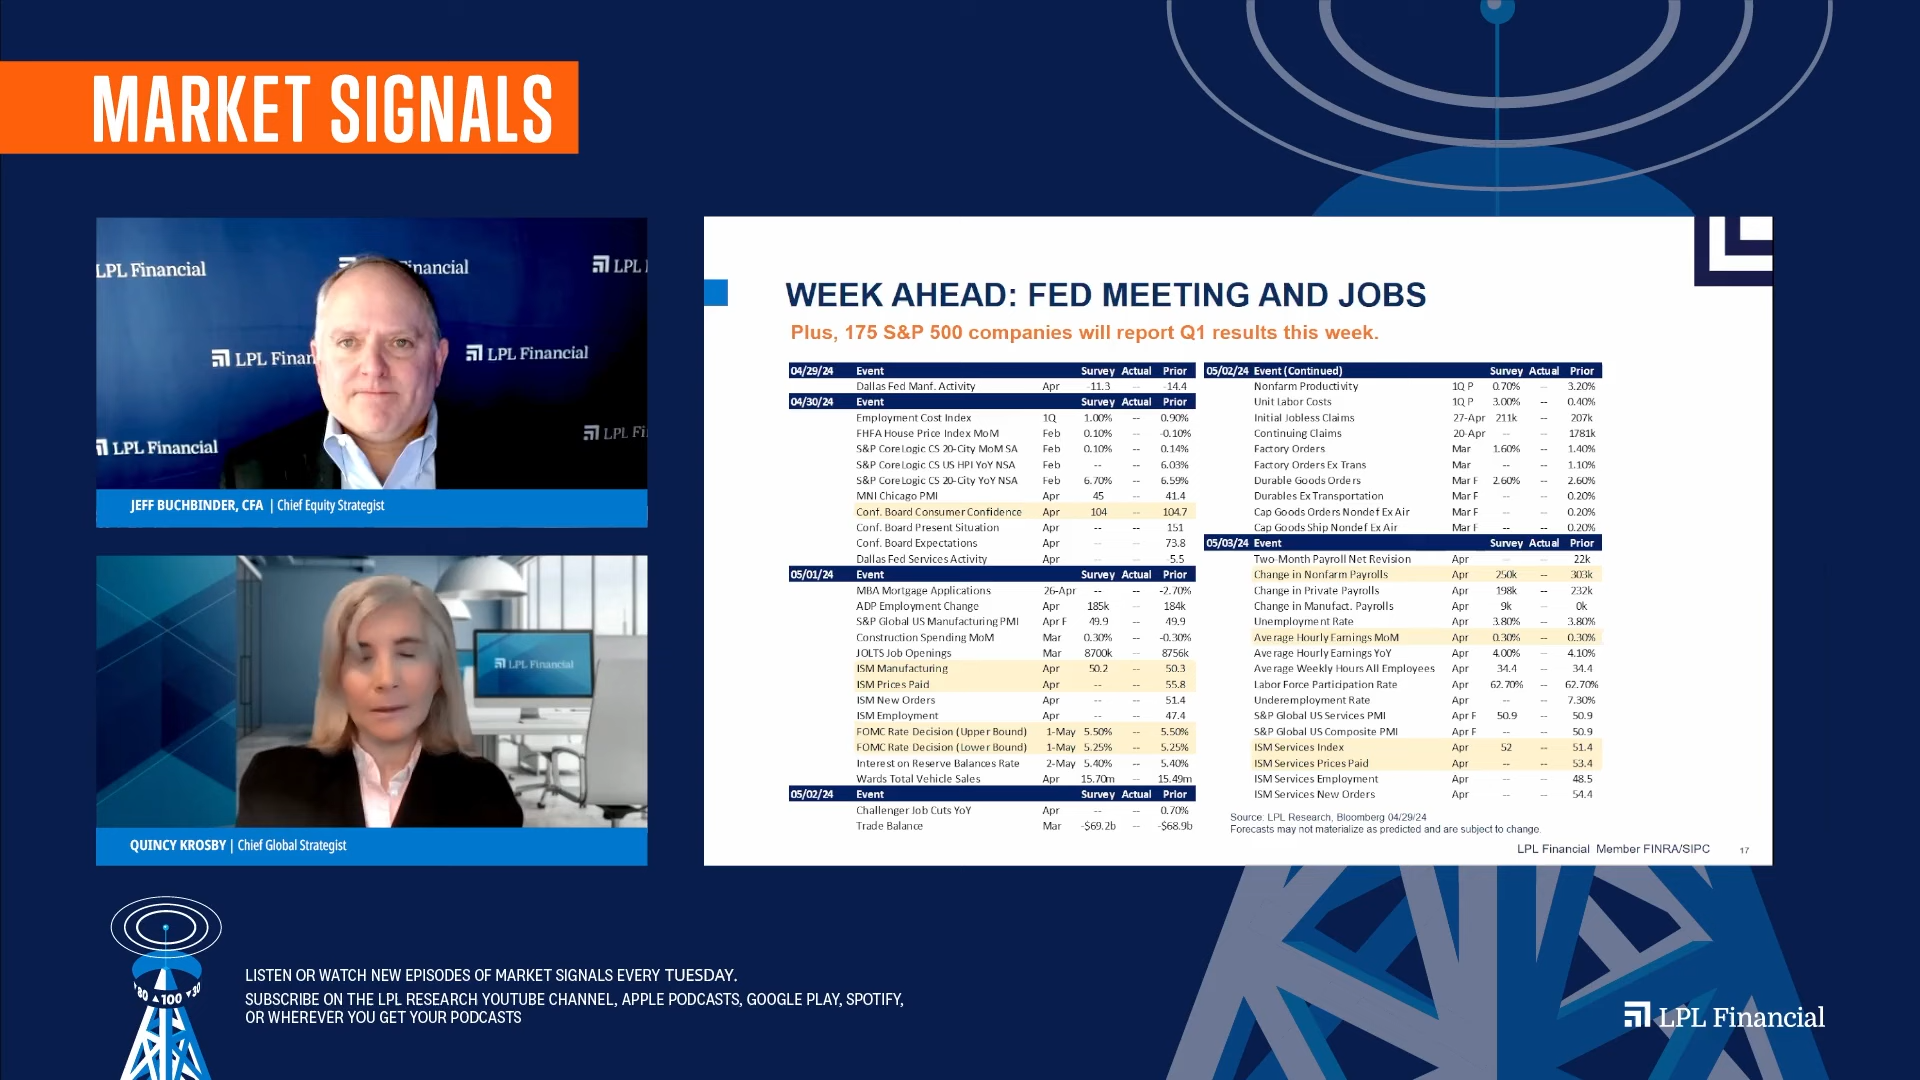 MARKET SIGNALS
LPL Financial
Financial
LPL
LPL Finan
LPL Financial
LPL Financial
LPL Fi
JEFF BUCHBINDER, CFA | Chief Equity Strategist
LPL Financial
QUINCY KROSBY | Chief Global Strategist
WEEK AHEAD: FED MEETING AND JOBS
Plus, 175 S&P 500 companies will report Q1 results this week.
04/29/24 Event Survey Actual Prior
Dallas Fed Manf. Activity Apr -11.3 -- -14.4
04/30/24 Event Survey Actual Prior
Employment Cost Index 1Q 1.00% -- 0.90%
FHFA House Price Index MoM Feb 0.10% -- -0.10%
S&P CoreLogic CS 20-City MoM SA Feb 0.10% -- 0.14%
S&P CoreLogic CS US HPI YoY NSA Feb -- -- 6.03%
S&P CoreLogic CS 20-City YoY NSA Feb 6.70% -- 6.59%
MNI Chicago PMI Apr 45 -- 41.4
Conf. Board Consumer Confidence Apr 104 -- 104.7
Conf. Board Present Situation Apr -- -- 151
Conf. Board Expectations Apr -- -- 73.8
Dallas Fed Services Activity Apr -- -- -5.5
05/01/24 Event Survey Actual Prior
MBA Mortgage Applications 26-Apr -- -- -2.70%
ADP Employment Change Apr 185k -- 184k
S&P Global US Manufacturing PMI Apr F 49.9 -- 49.9
Construction Spending MoM Mar 0.30% -- -0.30%
JOLTS Job Openings Mar 8700k -- 8756k
ISM Manufacturing Apr 50.2 -- 50.3
ISM Prices Paid Apr -- -- 55.8
ISM New Orders Apr -- -- 51.4
ISM Employment Apr -- -- 47.4
FOMC Rate Decision (Upper Bound) 1-May 5.50% -- 5.50%
FOMC Rate Decision (Lower Bound) 1-May 5.25% -- 5.25%
Interest on Reserve Balances Rate 2-May 5.40% -- 5.40%
Wards Total Vehicle Sales Apr 15.70m -- 15.49m
05/02/24 Event Survey Actual Prior
Challenger Job Cuts YoY Apr -- -- 0.70%
Trade Balance Mar -$69.2b -- -$68.9b
05/02/24 Event (Continued) Survey Actual Prior
Nonfarm Productivity 1Q P 0.70% -- 3.20%
Unit Labor Costs 1Q P 3.00% -- 0.40%
Initial Jobless Claims 27-Apr 211k -- 207k
Continuing Claims 20-Apr -- -- 1781k
Factory Orders Mar 1.60% -- 1.40%
Factory Orders Ex Trans Mar -- -- 1.10%
Durable Goods Orders Mar F 2.60% -- 2.60%
Durables Ex Transportation Mar F -- -- 0.20%
Cap Goods Orders Nondef Ex Air Mar F -- -- 0.20%
Cap Goods Ship Nondef Ex Air Mar F -- -- 0.20%
05/03/24 Event Survey Actual Prior
Two-Month Payroll Net Revision Apr -- -- 22k
Change in Nonfarm Payrolls Apr 250k -- 303k
Change in Private Payrolls Apr 198k -- 232k
Change in Manufact. Payrolls Apr 9k -- 0k
Unemployment Rate Apr 3.80% -- 3.80%
Average Hourly Earnings MoM Apr 0.30% -- 0.30%
Average Hourly Earnings YoY Apr 4.00% -- 4.10%
Average Weekly Hours All Employees Apr 34.4 -- 34.4
Labor Force Participation Rate Apr 62.70% -- 62.70%
Underemployment Rate Apr -- -- 7.30%
S&P Global US Services PMI Apr F 50.9 -- 50.9
S&P Global US Composite PMI Apr F -- -- 50.9
ISM Services Index Apr 52 -- 51.4
ISM Services Prices Paid Apr -- -- 53.4
ISM Services Employment Apr -- -- 48.5
ISM Services New Orders Apr -- -- 54.4
Source: LPL Research, Bloomberg 04/29/24
Forecasts may not materialize as predicted and are subject to change.
LPL Financial Member FINRA/SIPC 17
80 ▲ 100 ▼ 30
LISTEN OR WATCH NEW EPISODES OF MARKET SIGNALS EVERY TUESDAY.
SUBSCRIBE ON THE LPL RESEARCH YOUTUBE CHANNEL, APPLE PODCASTS, GOOGLE PLAY, SPOTIFY,
OR WHEREVER YOU GET YOUR PODCASTS
LPL Financial